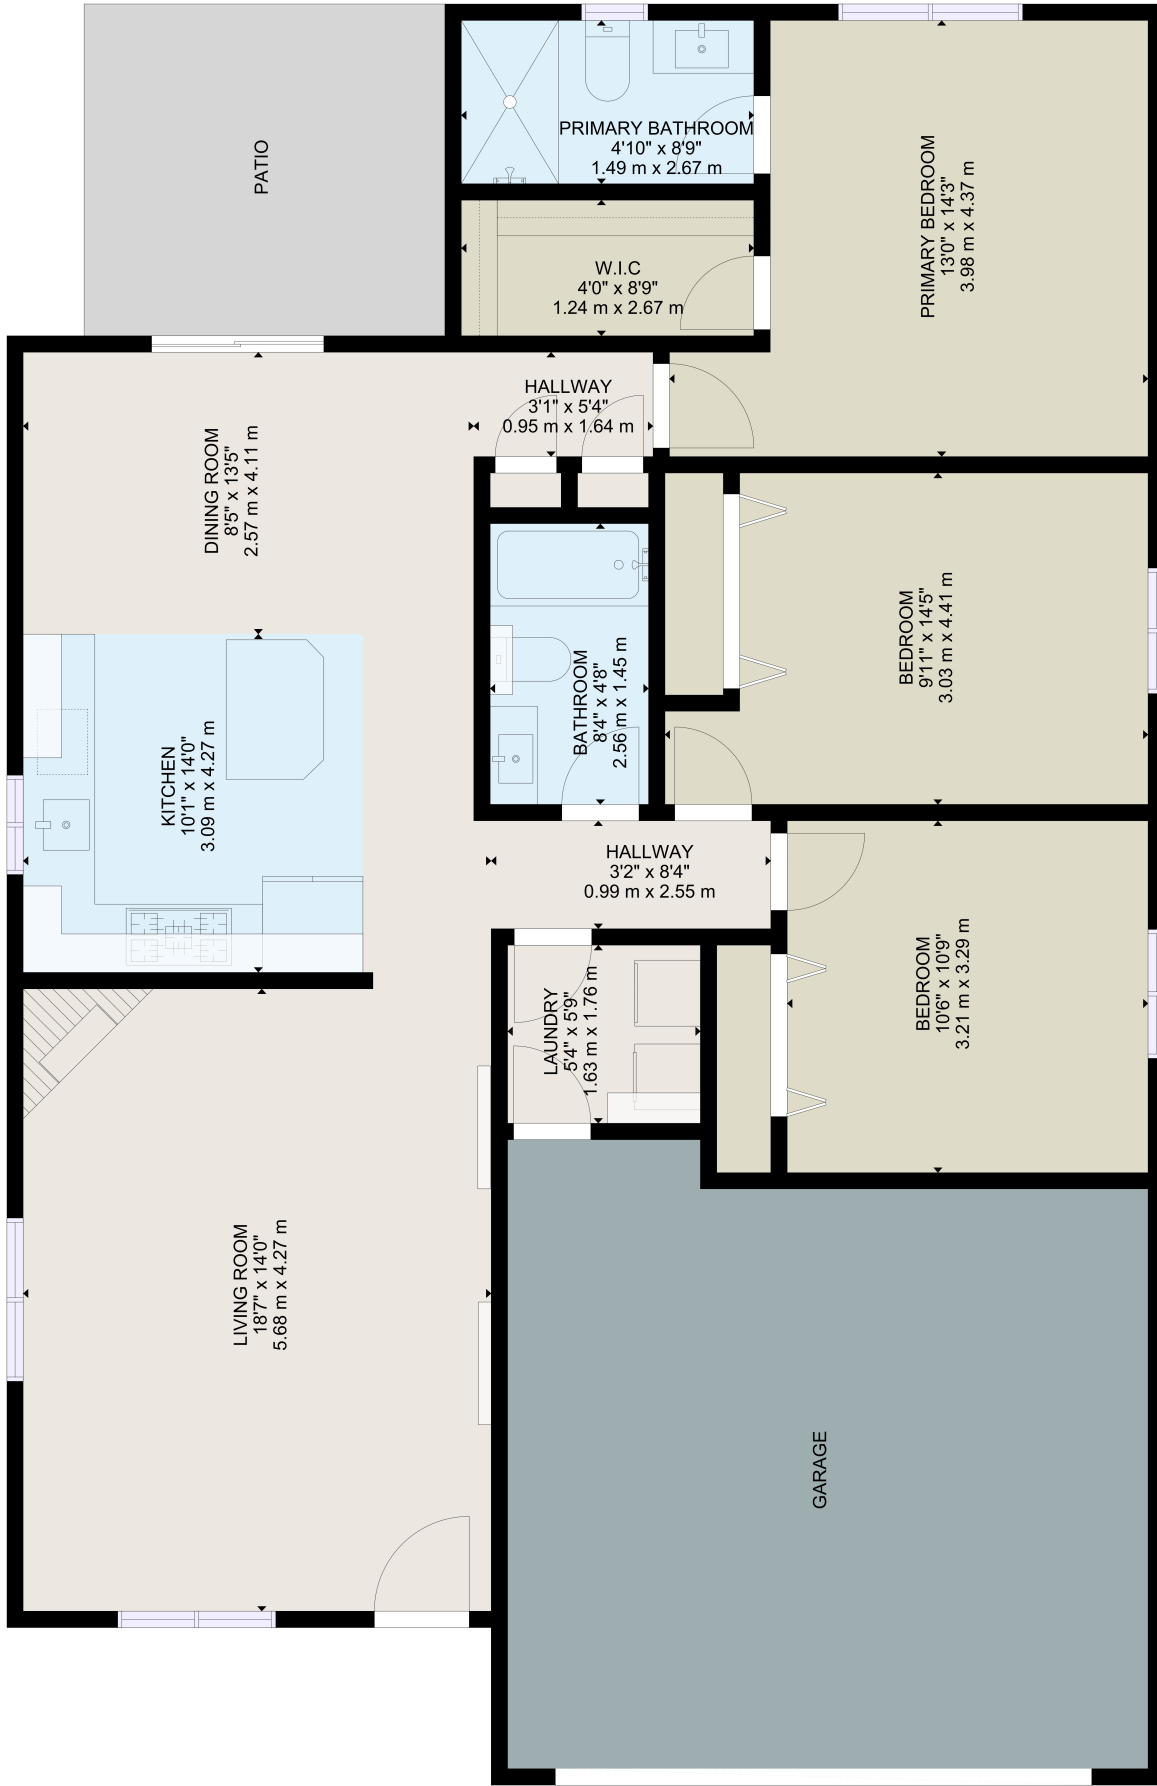 PATIO
PRIMARY BATHROOM
4'10" x 8'9"
1.49 m x 2.67 m
PRIMARY BEDROOM
13'0" x 14'3"
3.98 m x 4.37 m
W.I.C
4'0" x 8'9"
1.24 m x 2.67 m
HALLWAY
3'1" x 5'4"
0.95 m x 1.64 m
DINING ROOM
8'5" x 13'5"
2.57 m x 4.11 m
BEDROOM
9'11" x 14'5"
3.03 m x 4.41 m
BATHROOM
8'4" x 4'8"
2.56 m x 1.45 m
KITCHEN
10'1" x 14'0"
3.09 m x 4.27 m
HALLWAY
3'2" x 8'4"
0.99 m x 2.55 m
BEDROOM
10'6" x 10'9"
3.21 m x 3.29 m
LAUNDRY
5'4" x 5'9"
1.63 m x 1.76 m
LIVING ROOM
18'7" x 14'0"
5.68 m x 4.27 m
GARAGE